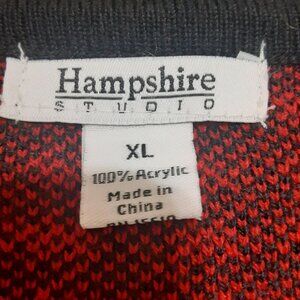 Hampshire
STUDIO
XL
100% Acrylic
Made in
China